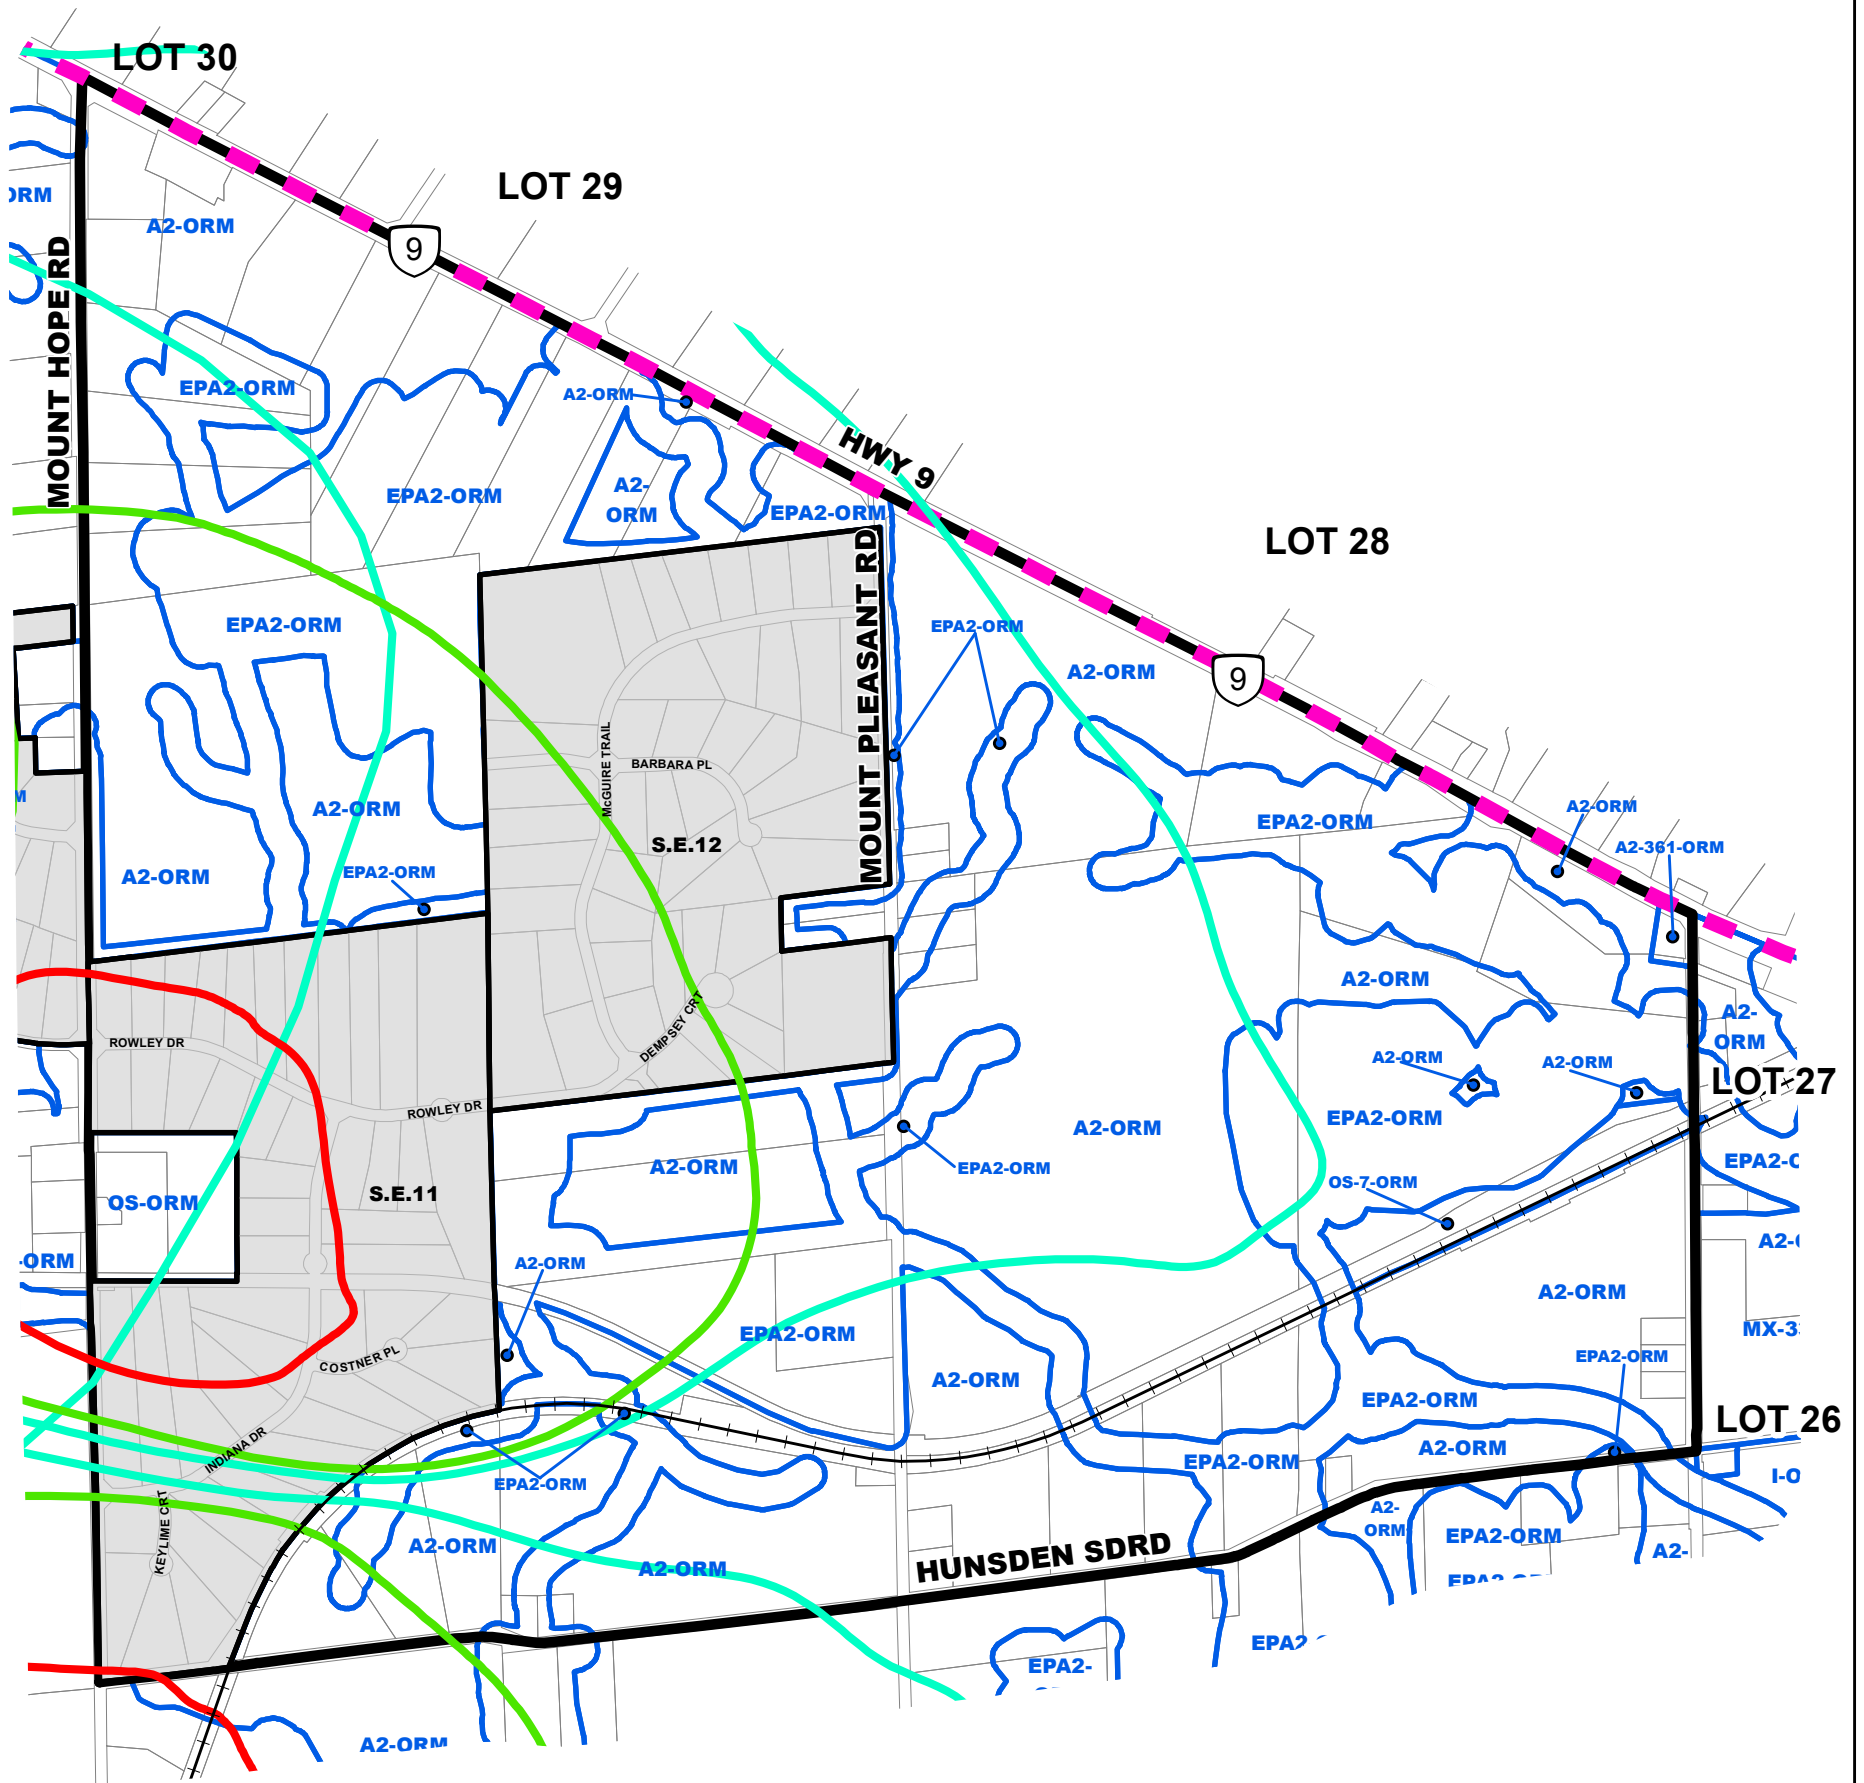 LOT 30
LOT 29
ORM
A2-ORM
9
MOUNT HOPE RD
EPA2-ORM
A2-ORM
HWY 9
EPA2-ORM
A2-
ORM
EPA2-ORM
LOT 28
MOUNT PLEASANT RD
EPA2-ORM
EPA2-ORM
A2-ORM
9
McGUIRE TRAIL
BARBARA PL
A2-ORM
A2-ORM
EPA2-ORM
S.E.12
A2-361-ORM
A2-ORM
EPA2-ORM
A2-ORM
DEMPSEY CRT
A2-
ORM
ROWLEY DR
A2-ORM
A2-ORM
LOT 27
ROWLEY DR
EPA2-ORM
A2-ORM
A2-ORM
EPA2-ORM
EPA2-O
OS-ORM
S.E.11
OS-7-ORM
-ORM
A2-ORM
A2-O
A2-ORM
EPA2-ORM
MX-3
COSTNER PL
EPA2-ORM
A2-ORM
EPA2-ORM
LOT 26
INDIANA DR
A2-ORM
EPA2-ORM
EPA2-ORM
I-O
KEYLIME CRT
A2-
ORM
A2-ORM
EPA2-ORM
A2-
HUNSDEN SDRD
A2-ORM
EPA2-
EPA2-
A2-ORM